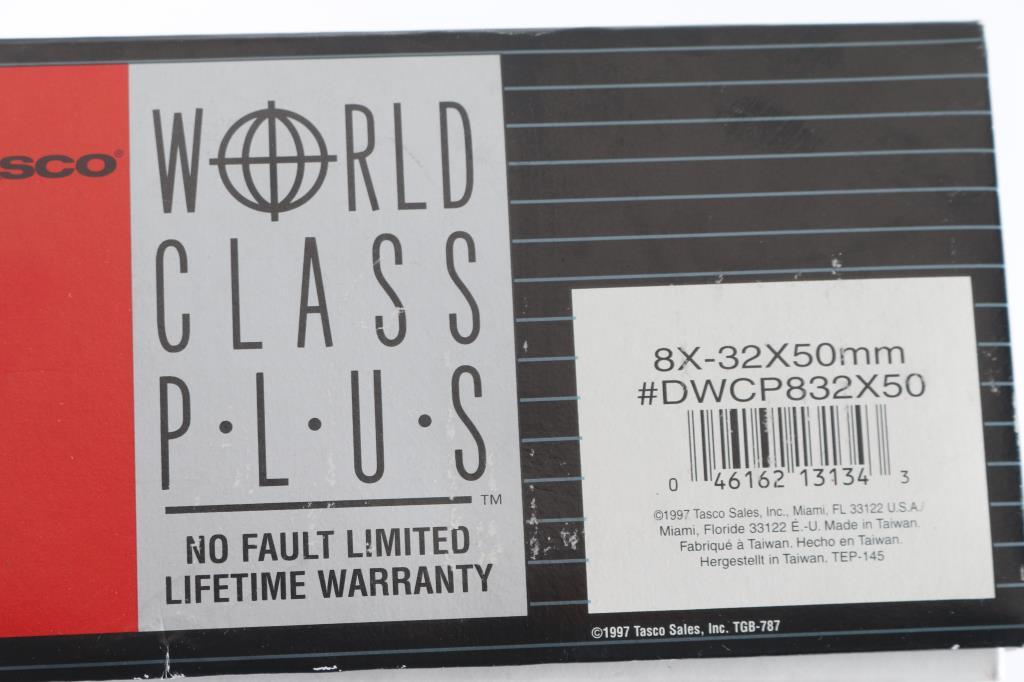 SCO®
WORLD
CLASS
P·L·U·S
TM
NO FAULT LIMITED
LIFETIME WARRANTY
8X-32X50mm
#DWCP832X50
0 46162 13134 3
©1997 Tasco Sales, Inc., Miami, FL 33122 U.S.A./
Miami, Floride 33122 É.-U. Made in Taiwan.
Fabriqué à Taiwan. Hecho en Taiwan.
Hergestellt in Taiwan. TEP-145
©1997 Tasco Sales, Inc. TGB-787